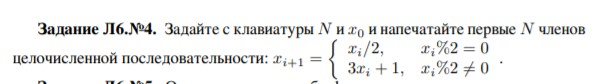 Задание Л6.№4. Задайте с клавиатуры N и x₀ и напечатайте первые N членов
целочисленной последовательности: xᵢ₊₁ = { xᵢ/2, xᵢ%2 = 0
3xᵢ + 1, xᵢ%2 ≠ 0 .